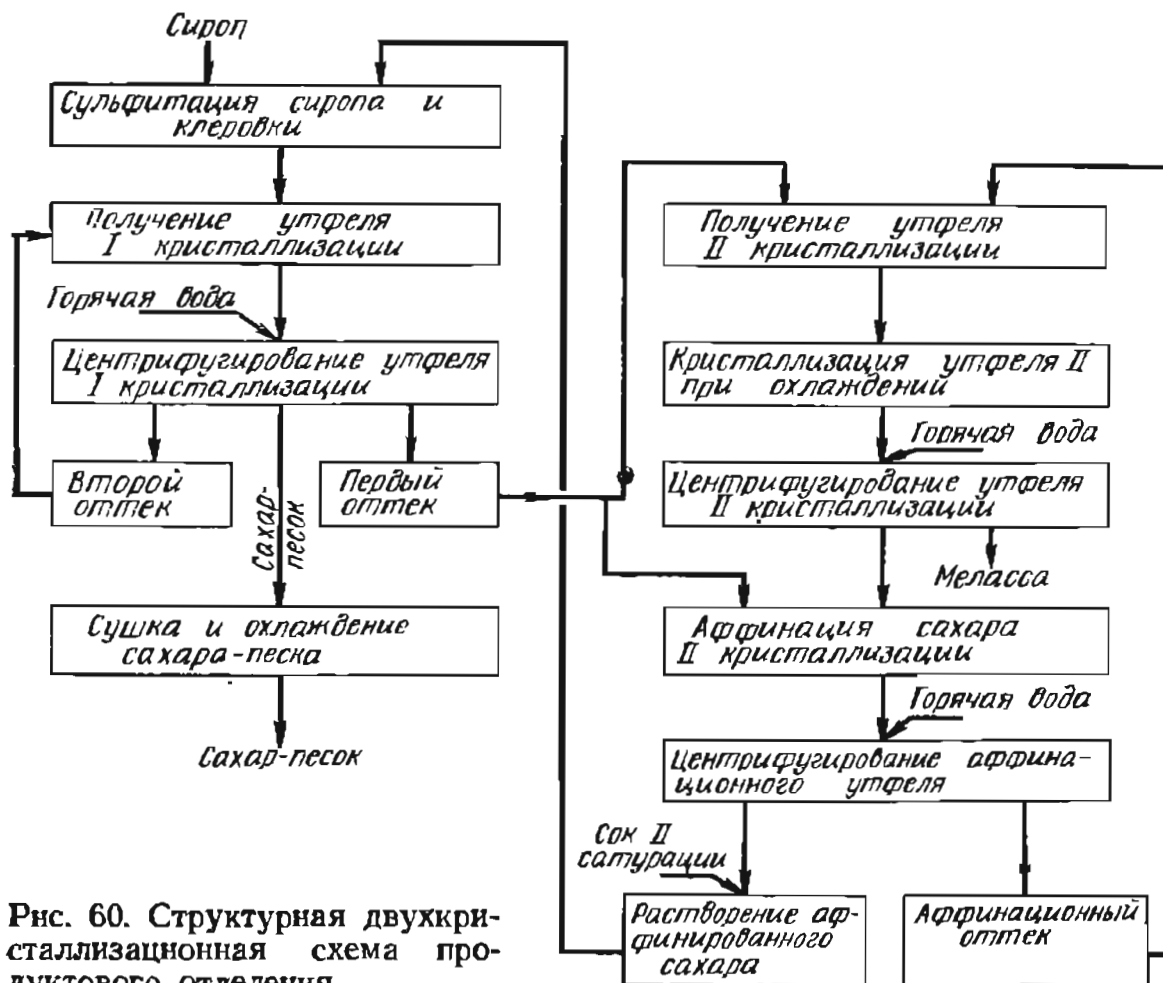 Сироп
Сульфитация сиропа и
клеровки
Получение утфеля
I кристаллизации
Горячая вода
Центрифугирование утфеля
I кристаллизации
Второй
оттек
Сахар-
песок
Первый
оттек
Сушка и охлаждение
сахара-песка
Сахар-песок
Получение утфеля
II кристаллизации
Кристаллизация утфеля II
при охлаждений
Горячая вода
Центрифугирование утфеля
II кристаллизации
Меласса
Аффинация сахара
II кристаллизации
Горячая вода
Центрифугирование аффина-
ционного утфеля
Сок II
сатурации
Растворение аф-
финированного
сахара
Аффинационный
оттек
Рис. 60. Структурная двухкри-
сталлизационная схема про-
дуктового отделения